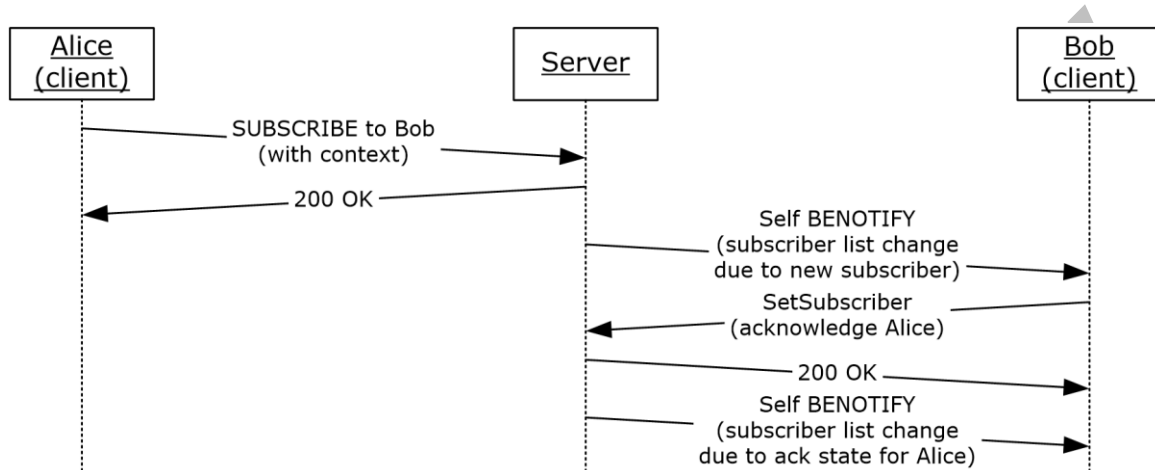 Alice
(client)
Server
Bob
(client)
SUBSCRIBE to Bob
(with context)
200 OK
Self BENOTIFY
(subscriber list change
due to new subscriber)
SetSubscriber
(acknowledge Alice)
200 OK
Self BENOTIFY
(subscriber list change
due to ack state for Alice)